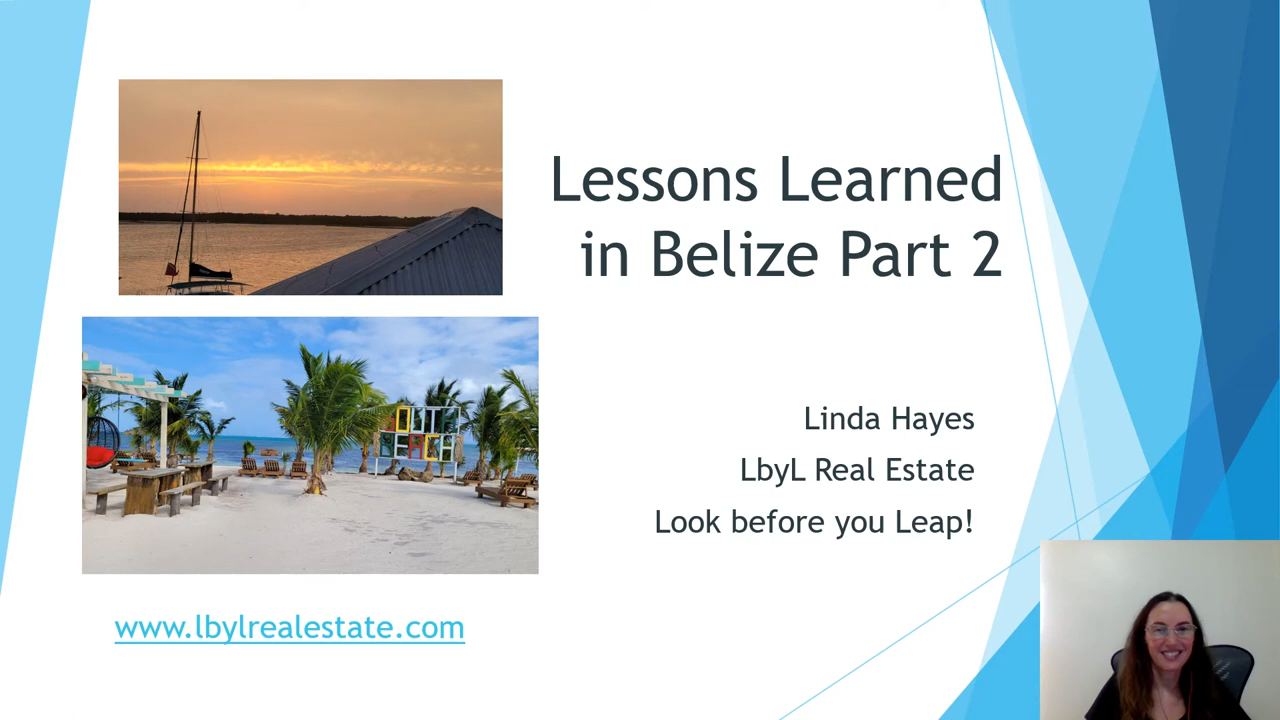 Lessons Learned
in Belize Part 2
Linda Hayes
LbyL Real Estate
Look before you Leap!
www.lbylrealestate.com